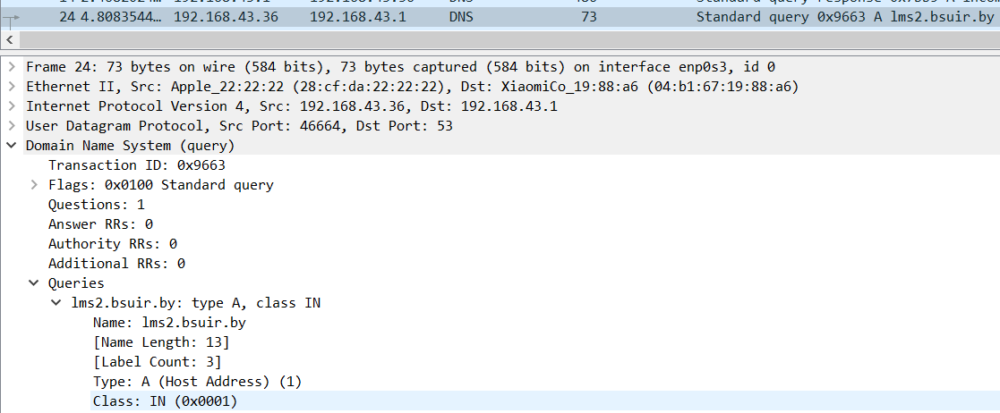 24 4.8083544… 192.168.43.36 192.168.43.1 DNS 73 Standard query 0x9663 A lms2.bsuir.by
Frame 24: 73 bytes on wire (584 bits), 73 bytes captured (584 bits) on interface enp0s3, id 0
Ethernet II, Src: Apple_22:22:22 (28:cf:da:22:22:22), Dst: XiaomiCo_19:88:a6 (04:b1:67:19:88:a6)
Internet Protocol Version 4, Src: 192.168.43.36, Dst: 192.168.43.1
User Datagram Protocol, Src Port: 46664, Dst Port: 53
Domain Name System (query)
Transaction ID: 0x9663
Flags: 0x0100 Standard query
Questions: 1
Answer RRs: 0
Authority RRs: 0
Additional RRs: 0
Queries
lms2.bsuir.by: type A, class IN
Name: lms2.bsuir.by
[Name Length: 13]
[Label Count: 3]
Type: A (Host Address) (1)
Class: IN (0x0001)